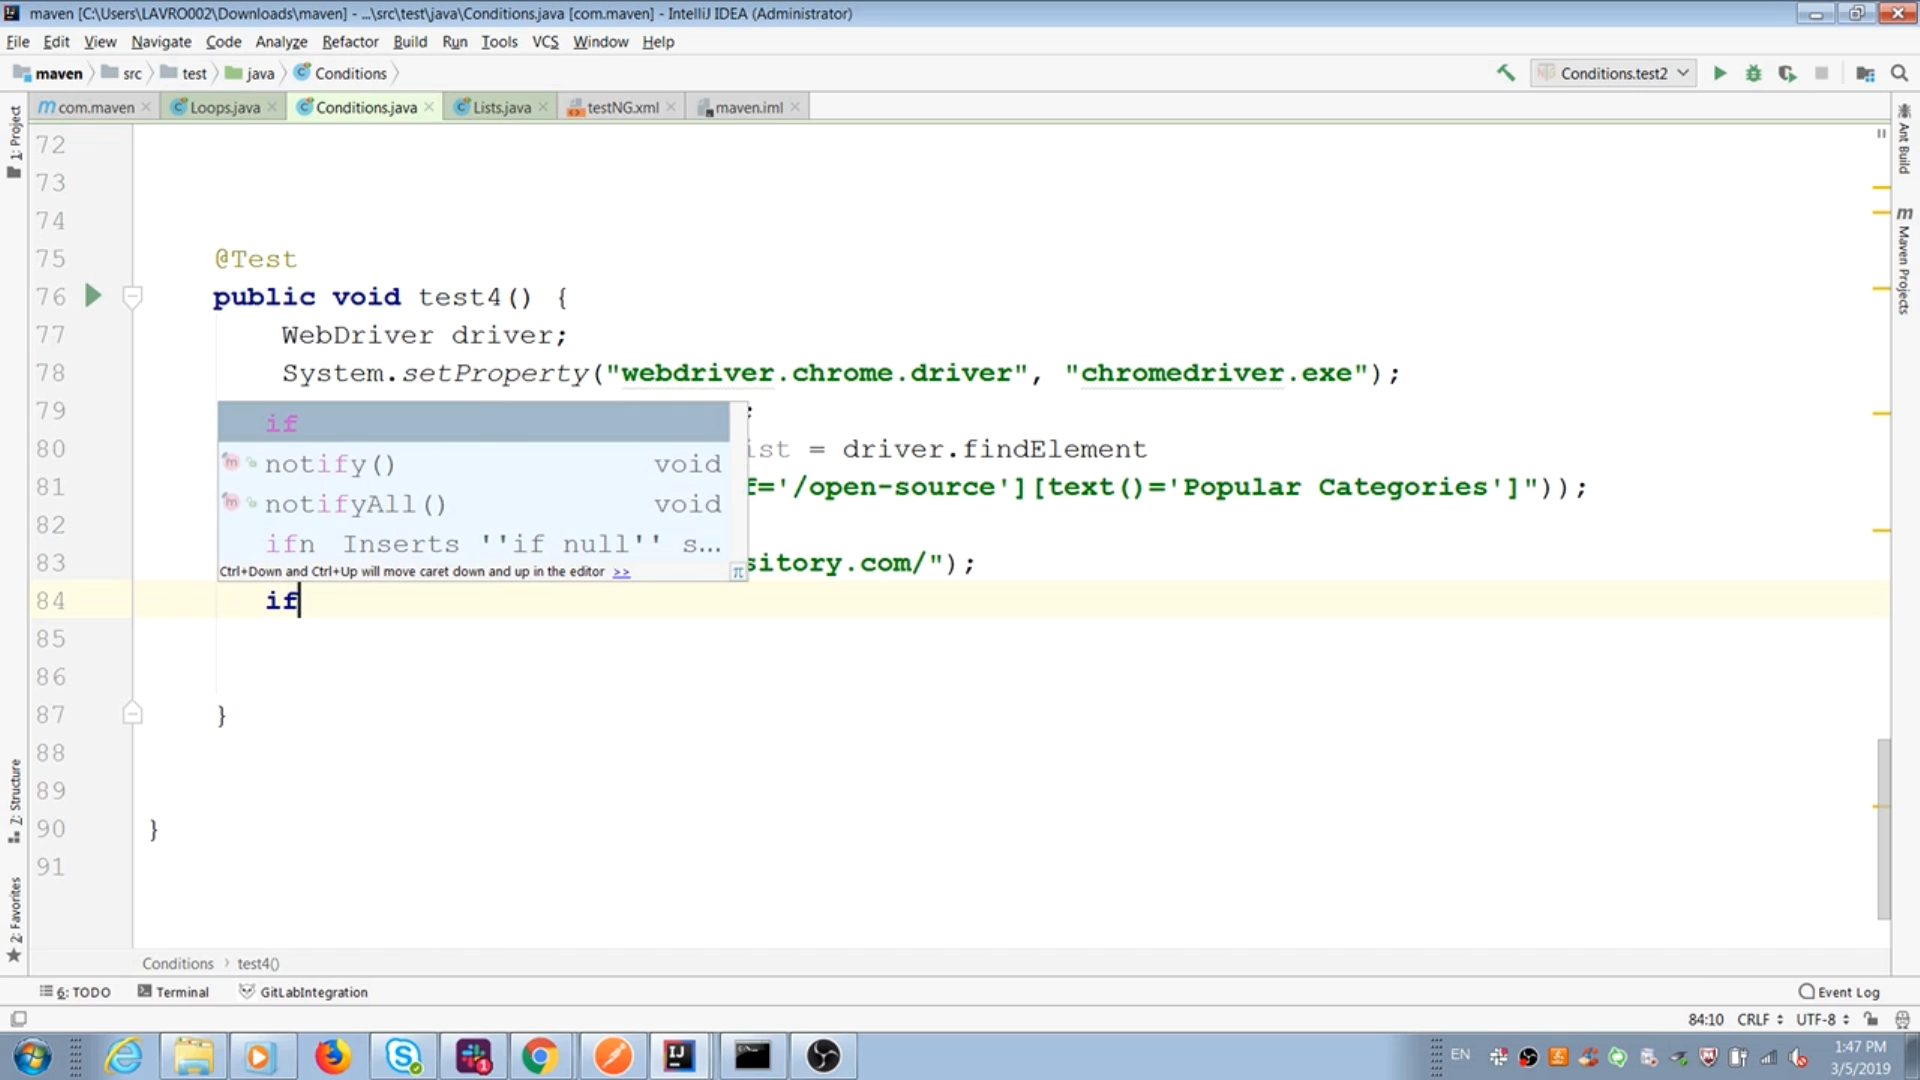 maven [C:\Users\LAVRO002\Downloads\maven] - ...\src\test\java\Conditions.java [com.maven] - IntelliJ IDEA (Administrator)
File Edit View Navigate Code Analyze Refactor Build Run Tools VCS Window Help
maven src test java Conditions Conditions.test2
m com.maven Loops.java Conditions.java Lists.java testNG.xml maven.iml
1: Project
Ant Build
m Maven Projects
72
73
74
75 @Test
76 public void test4() {
77 WebDriver driver;
78 System.setProperty("webdriver.chrome.driver", "chromedriver.exe");
79 ;
if
80 ist = driver.findElement
notify() void
81 f='/open-source'][text()='Popular Categories']"));
notifyAll() void
82
ifn Inserts ''if null'' s...
83 sitory.com/");
Ctrl+Down and Ctrl+Up will move caret down and up in the editor >> π
84 if
85
86
87 }
88
89
90 }
91
7: Structure
2: Favorites
Conditions test4()
6: TODO Terminal GitLabIntegration Event Log
84:10 CRLF UTF-8
EN 1:47 PM
3/5/2019